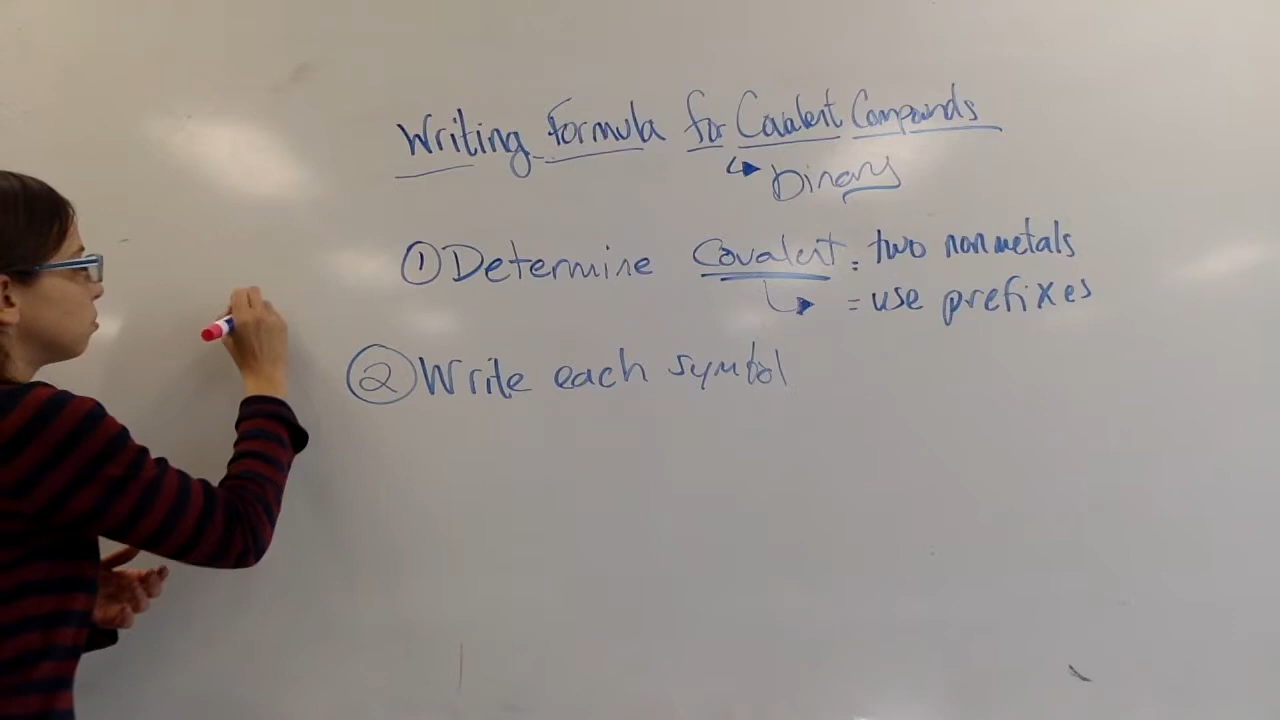 Writing Formula for Covalent Compounds
binary
① Determine Covalent: two nonmetals
= use prefixes
② Write each symbol